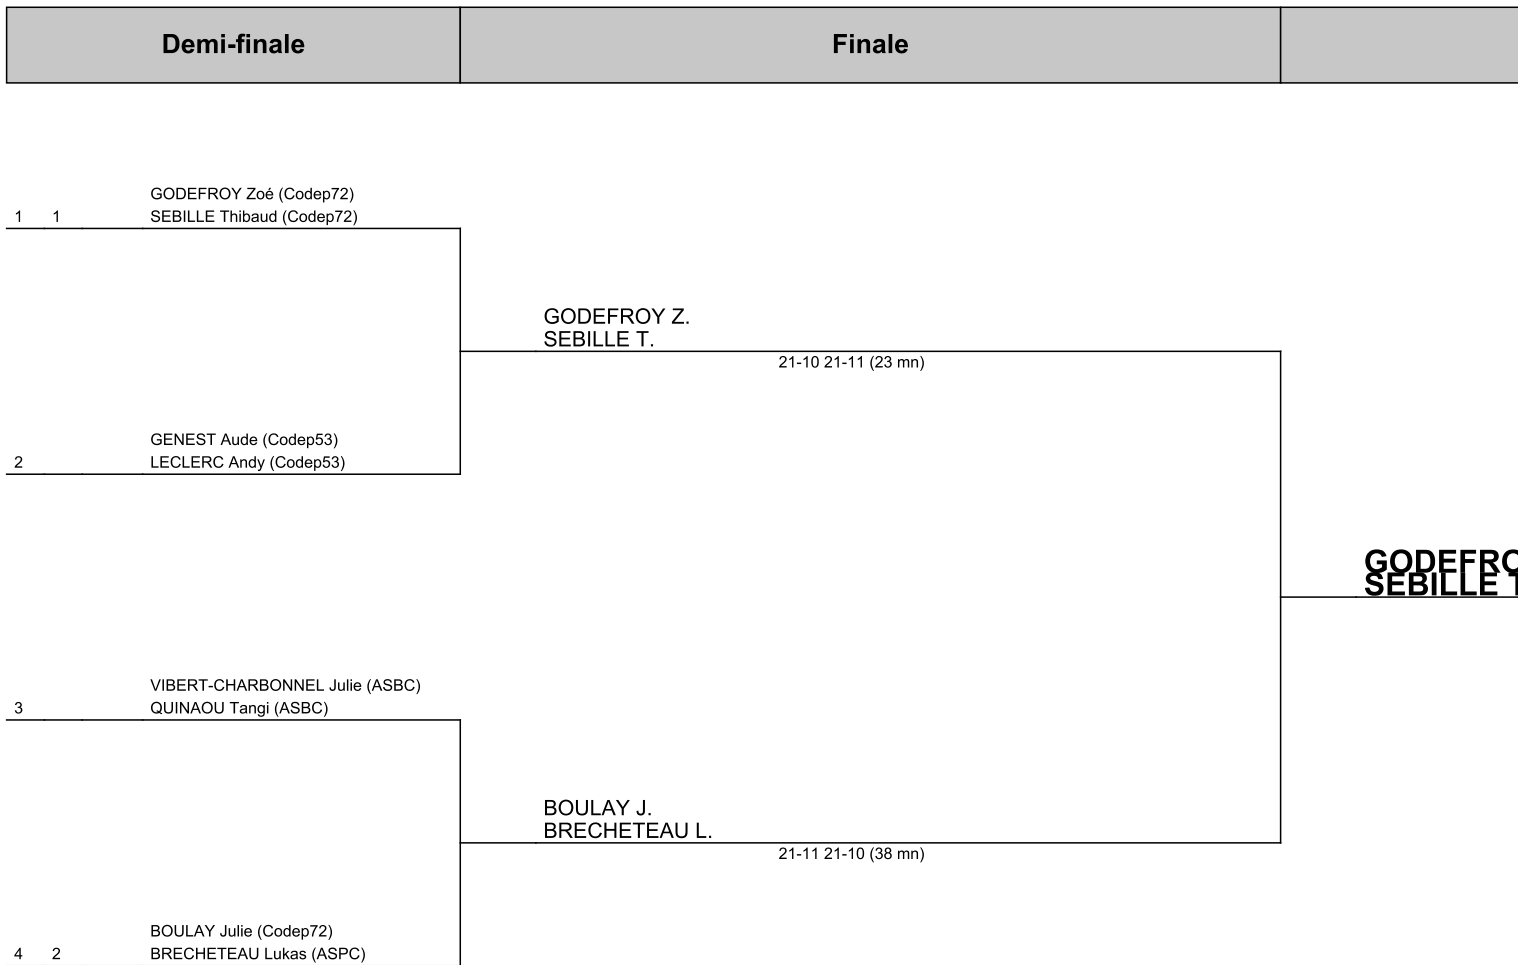 Demi-finale
Finale
GODEFROY Zoé (Codep72)
1 1 SEBILLE Thibaud (Codep72)
GODEFROY Z.
SEBILLE T.
21-10 21-11 (23 mn)
GENEST Aude (Codep53)
2 LECLERC Andy (Codep53)
GODEFRO
SEBILLE T
VIBERT-CHARBONNEL Julie (ASBC)
3 QUINAOU Tangi (ASBC)
BOULAY J.
BRECHETEAU L.
21-11 21-10 (38 mn)
BOULAY Julie (Codep72)
4 2 BRECHETEAU Lukas (ASPC)